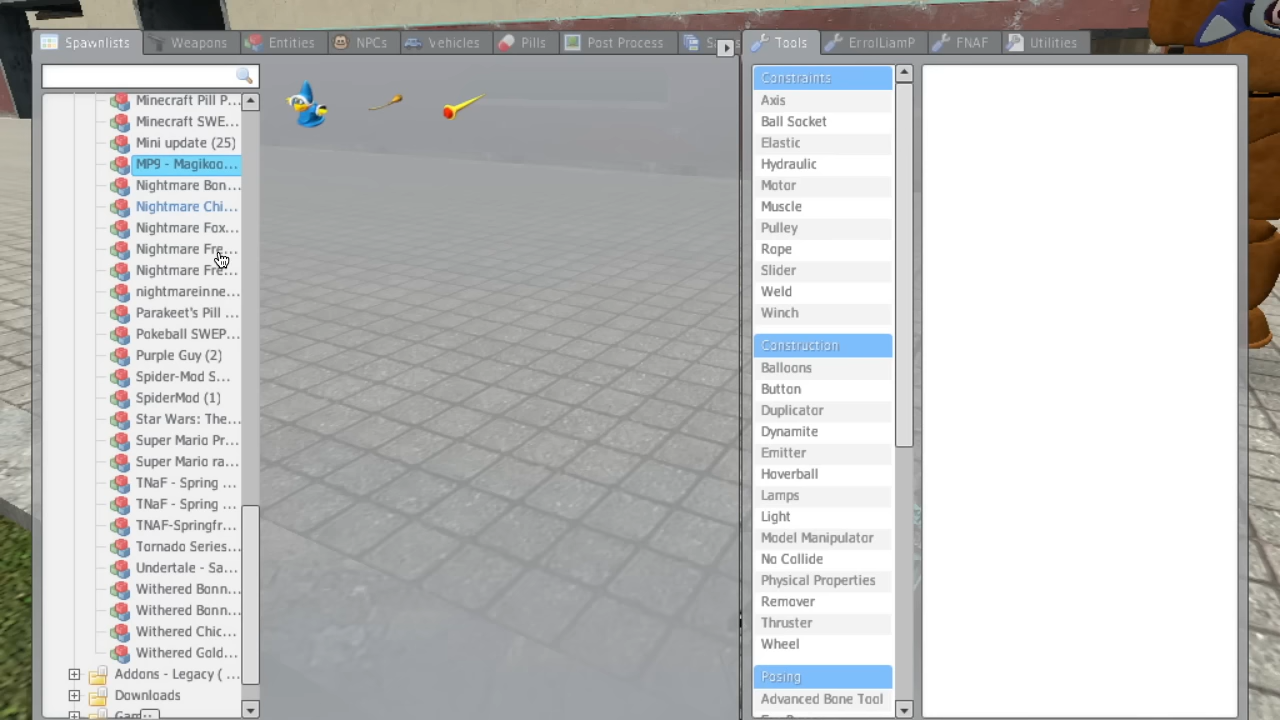 Spawnlists
Weapons
Entities
NPCs
Vehicles
Pills
Post Process
Tools
ErrolLiamP
FNAF
Utilities
Minecraft Pill P...
Minecraft SWE...
Mini update (25)
MP9 - Magikoo...
Nightmare Bon...
Nightmare Chi...
Nightmare Fox...
Nightmare Fre...
Nightmare Fre...
nightmareinne...
Parakeet's Pill ...
Pokeball SWEP...
Purple Guy (2)
Spider-Mod S...
SpiderMod (1)
Star Wars: The...
Super Mario Pr...
Super Mario ra...
TNaF - Spring ...
TNaF - Spring ...
TNAF-Springfr...
Tornado Series...
Undertale - Sa...
Withered Bonn...
Withered Bonn...
Withered Chic...
Withered Gold...
Addons - Legacy ( ...
Downloads
Constraints
Axis
Ball Socket
Elastic
Hydraulic
Motor
Muscle
Pulley
Rope
Slider
Weld
Winch
Construction
Balloons
Button
Duplicator
Dynamite
Emitter
Hoverball
Lamps
Light
Model Manipulator
No Collide
Physical Properties
Remover
Thruster
Wheel
Posing
Advanced Bone Tool